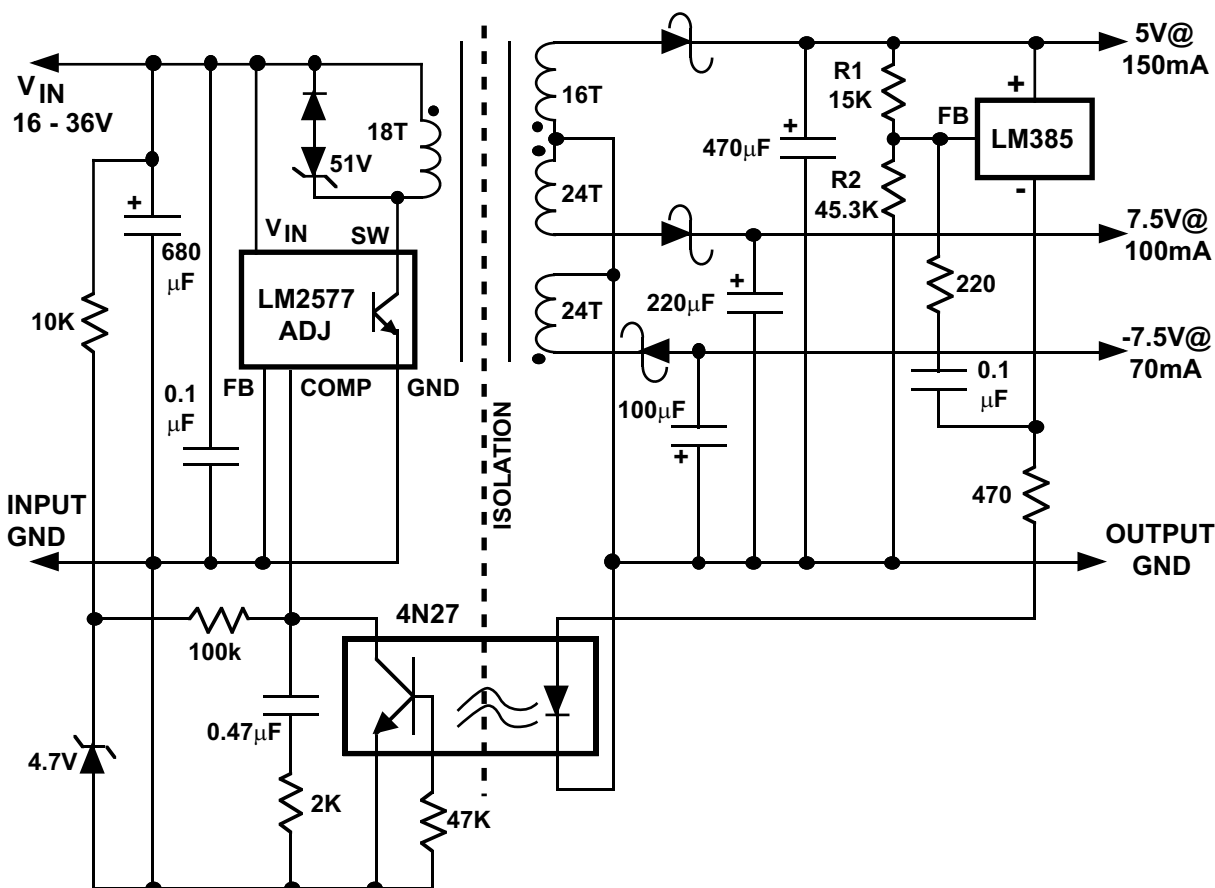 V IN
16 - 36V
18T
51V
+
680
μF
10K
0.1
μF
V IN
SW
LM2577
ADJ
FB
COMP
GND
INPUT
GND
ISOLATION
16T
24T
24T
+
470μF
R1
15K
R2
45.3K
FB
+
LM385
-
5V@
150mA
7.5V@
100mA
-7.5V@
70mA
+
220μF
100μF
+
220
0.1
μF
470
OUTPUT
GND
4N27
100k
0.47μF
4.7V
2K
47K